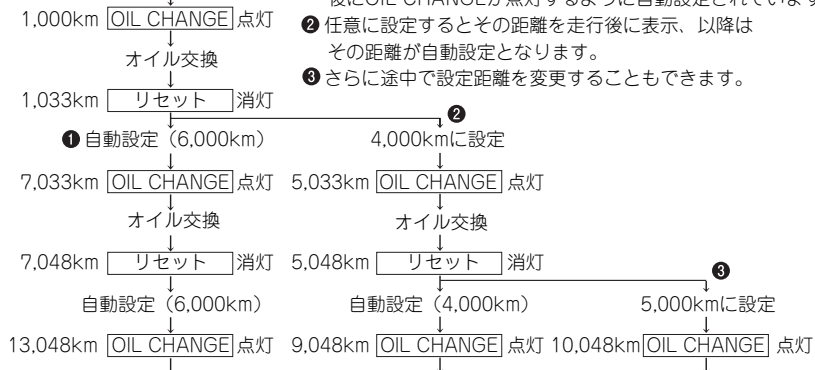 後にOIL CHANGEが点灯するように自動設定されています
1,000km OIL CHANGE 点灯
❷ 任意に設定するとその距離を走行後に表示、以降は
その距離が自動設定となります。
オイル交換
❸ さらに途中で設定距離を変更することもできます。
1,033km リセット 消灯
❷
❶ 自動設定（6,000km） 4,000kmに設定
7,033km OIL CHANGE 点灯 5,033km OIL CHANGE 点灯
オイル交換 オイル交換
7,048km リセット 消灯 5,048km リセット 消灯
❸
自動設定（6,000km） 自動設定（4,000km） 5,000kmに設定
13,048km OIL CHANGE 点灯 9,048km OIL CHANGE 点灯 10,048km OIL CHANGE 点灯